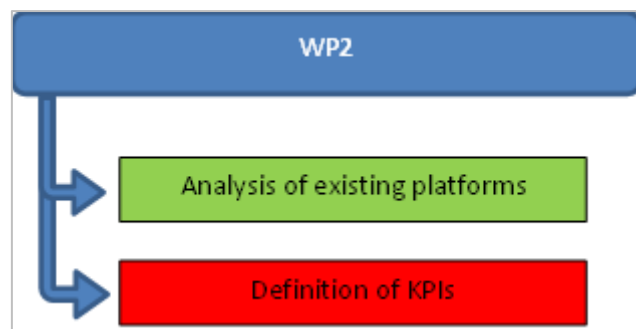 WP2
Analysis of existing platforms
Definition of KPIs